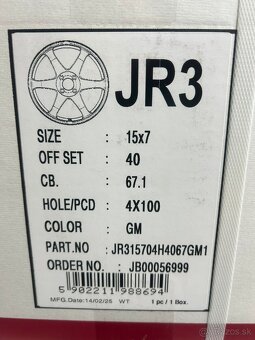 JR3
SIZE : 15x7
OFF SET : 40
CB. : 67.1
HOLE/PCD : 4X100
COLOR : GM
PART.NO : JR315704H4067GM1
ORDER NO. : JB00056999
5 902211 988694
MFG.Date: 14/02/25 WT 1 pc / 1 Box.